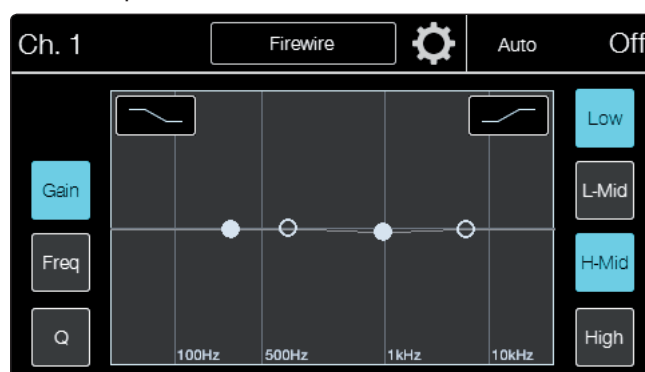 Ch. 1
Firewire
Auto
Off
Low
Gain
L-Mid
Freq
H-Mid
Q
High
100Hz
500Hz
1kHz
10kHz